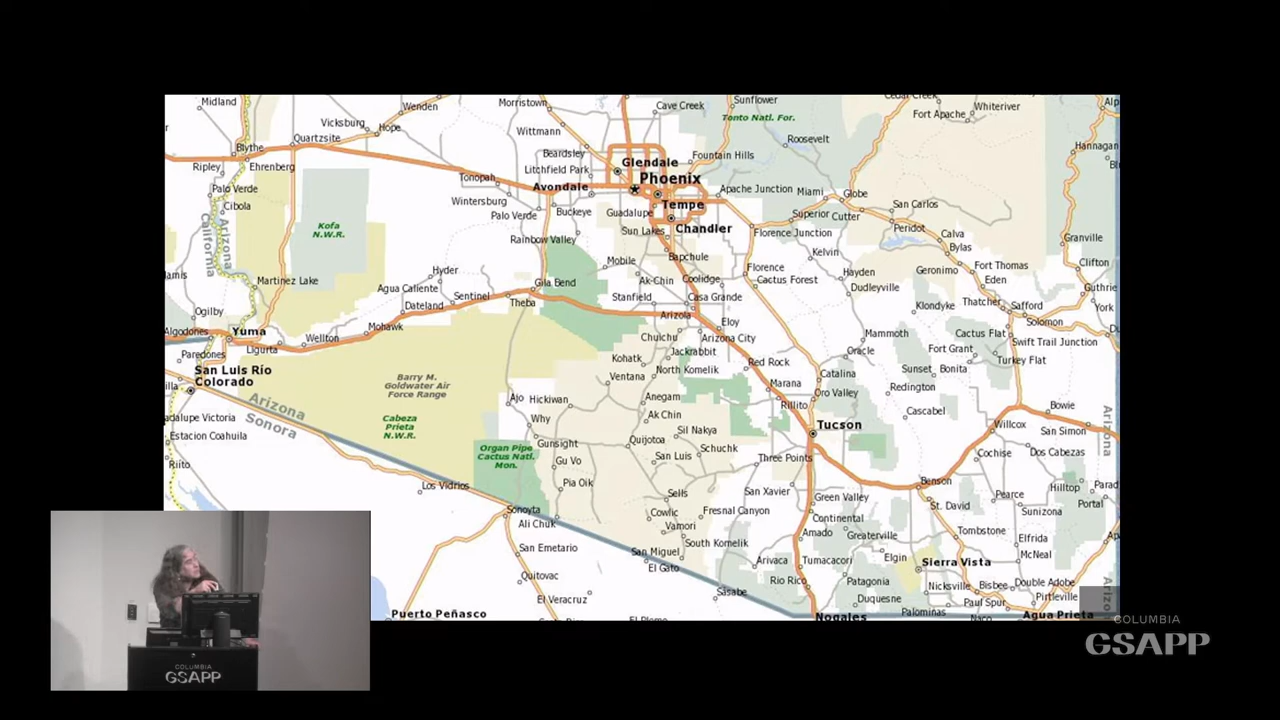 Midland
Wenden
Morristown
Sunflower
Cave Creek
Cedar Creek
Whiteriver
Fort Apache
Tonto Natl. For.
Vicksburg
Hope
Wittmann
Quartzsite
Roosevelt
Hannagan
Blythe
Beardsley
Glendale
Fountain Hills
Ripley
Ehrenberg
Litchfield Park
Phoenix
Tonopah
Avondale
Palo Verde
Apache Junction
Miami
Globe
Wintersburg
Tempe
San Carlos
Cibola
Palo Verde
Buckeye
Guadalupe
Superior
Cutter
Kofa
N.W.R.
Sun Lakes
Chandler
Florence Junction
Peridot
Calva
Granville
Arizona
California
Rainbow Valley
Bylas
Kelvin
Bapchule
Mobile
Hyder
Florence
Hayden
Geronimo
Fort Thomas
Clifton
Martinez Lake
Gila Bend
Ak-Chin
Coolidge
Cactus Forest
Eden
Agua Caliente
Dudleyville
Guthrie
Sentinel
Theba
Stanfield
Casa Grande
Thatcher
Safford
Dateland
Klondyke
York
Ogilby
Arizola
Eloy
Solomon
Algodones
Yuma
Mohawk
Wellton
Chuichu
Arizona City
Mammoth
Cactus Flat
Swift Trail Junction
Ligurta
Paredones
Jackrabbit
Oracle
Fort Grant
Kohatk
Red Rock
Turkey Flat
San Luis Río
Colorado
North Komelik
Sunset
Bonita
Ventana
Catalina
Barry M.
Goldwater Air
Force Range
Marana
Redington
Oro Valley
Ajo
Hickiwan
Anegam
Rillito
Arizona
Sonora
Cascabel
Bowie
Guadalupe Victoria
Why
Ak Chin
Cabeza
Prieta
N.W.R.
Tucson
Willcox
San Simon
Arizona
Sil Nakya
Estacion Coahuila
Gunsight
Quijotoa
Schuchk
Organ Pipe
Cactus Natl.
Mon.
Gu Vo
San Luis
Three Points
Cochise
Dos Cabezas
Riito
Pia Oik
Benson
Hilltop
Los Vidrios
Sells
San Xavier
Green Valley
Pearce
Portal
Sonoyta
Cowlic
Fresnal Canyon
St. David
Sunizona
Ali Chuk
Vamori
Continental
Amado
Greaterville
Tombstone
Elfrida
South Komelik
San Emetario
San Miguel
El Gato
Arivaca
Tumacacori
Elgin
Sierra Vista
McNeal
Quitovac
Rio Rico
Patagonia
Nicksville
Bisbee
Double Adobe
Sasabe
El Veracruz
Duquesne
Palominas
Paul Spur
Pirtleville
Puerto Peñasco
Nogales
Naco
Agua Prieta
COLUMBIA
GSAPP
COLUMBIA
GSAPP